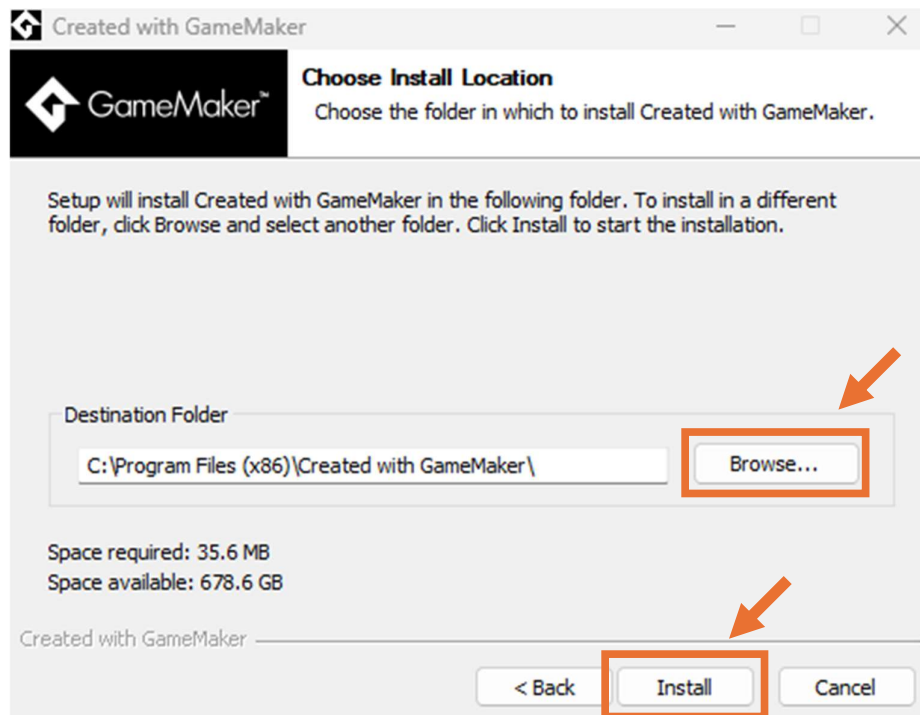 Created with GameMaker
GameMaker™
Choose Install Location
Choose the folder in which to install Created with GameMaker.
Setup will install Created with GameMaker in the following folder. To install in a different
folder, click Browse and select another folder. Click Install to start the installation.
Destination Folder
C:\Program Files (x86)\Created with GameMaker\
Browse...
Space required: 35.6 MB
Space available: 678.6 GB
Created with GameMaker
< Back
Install
Cancel